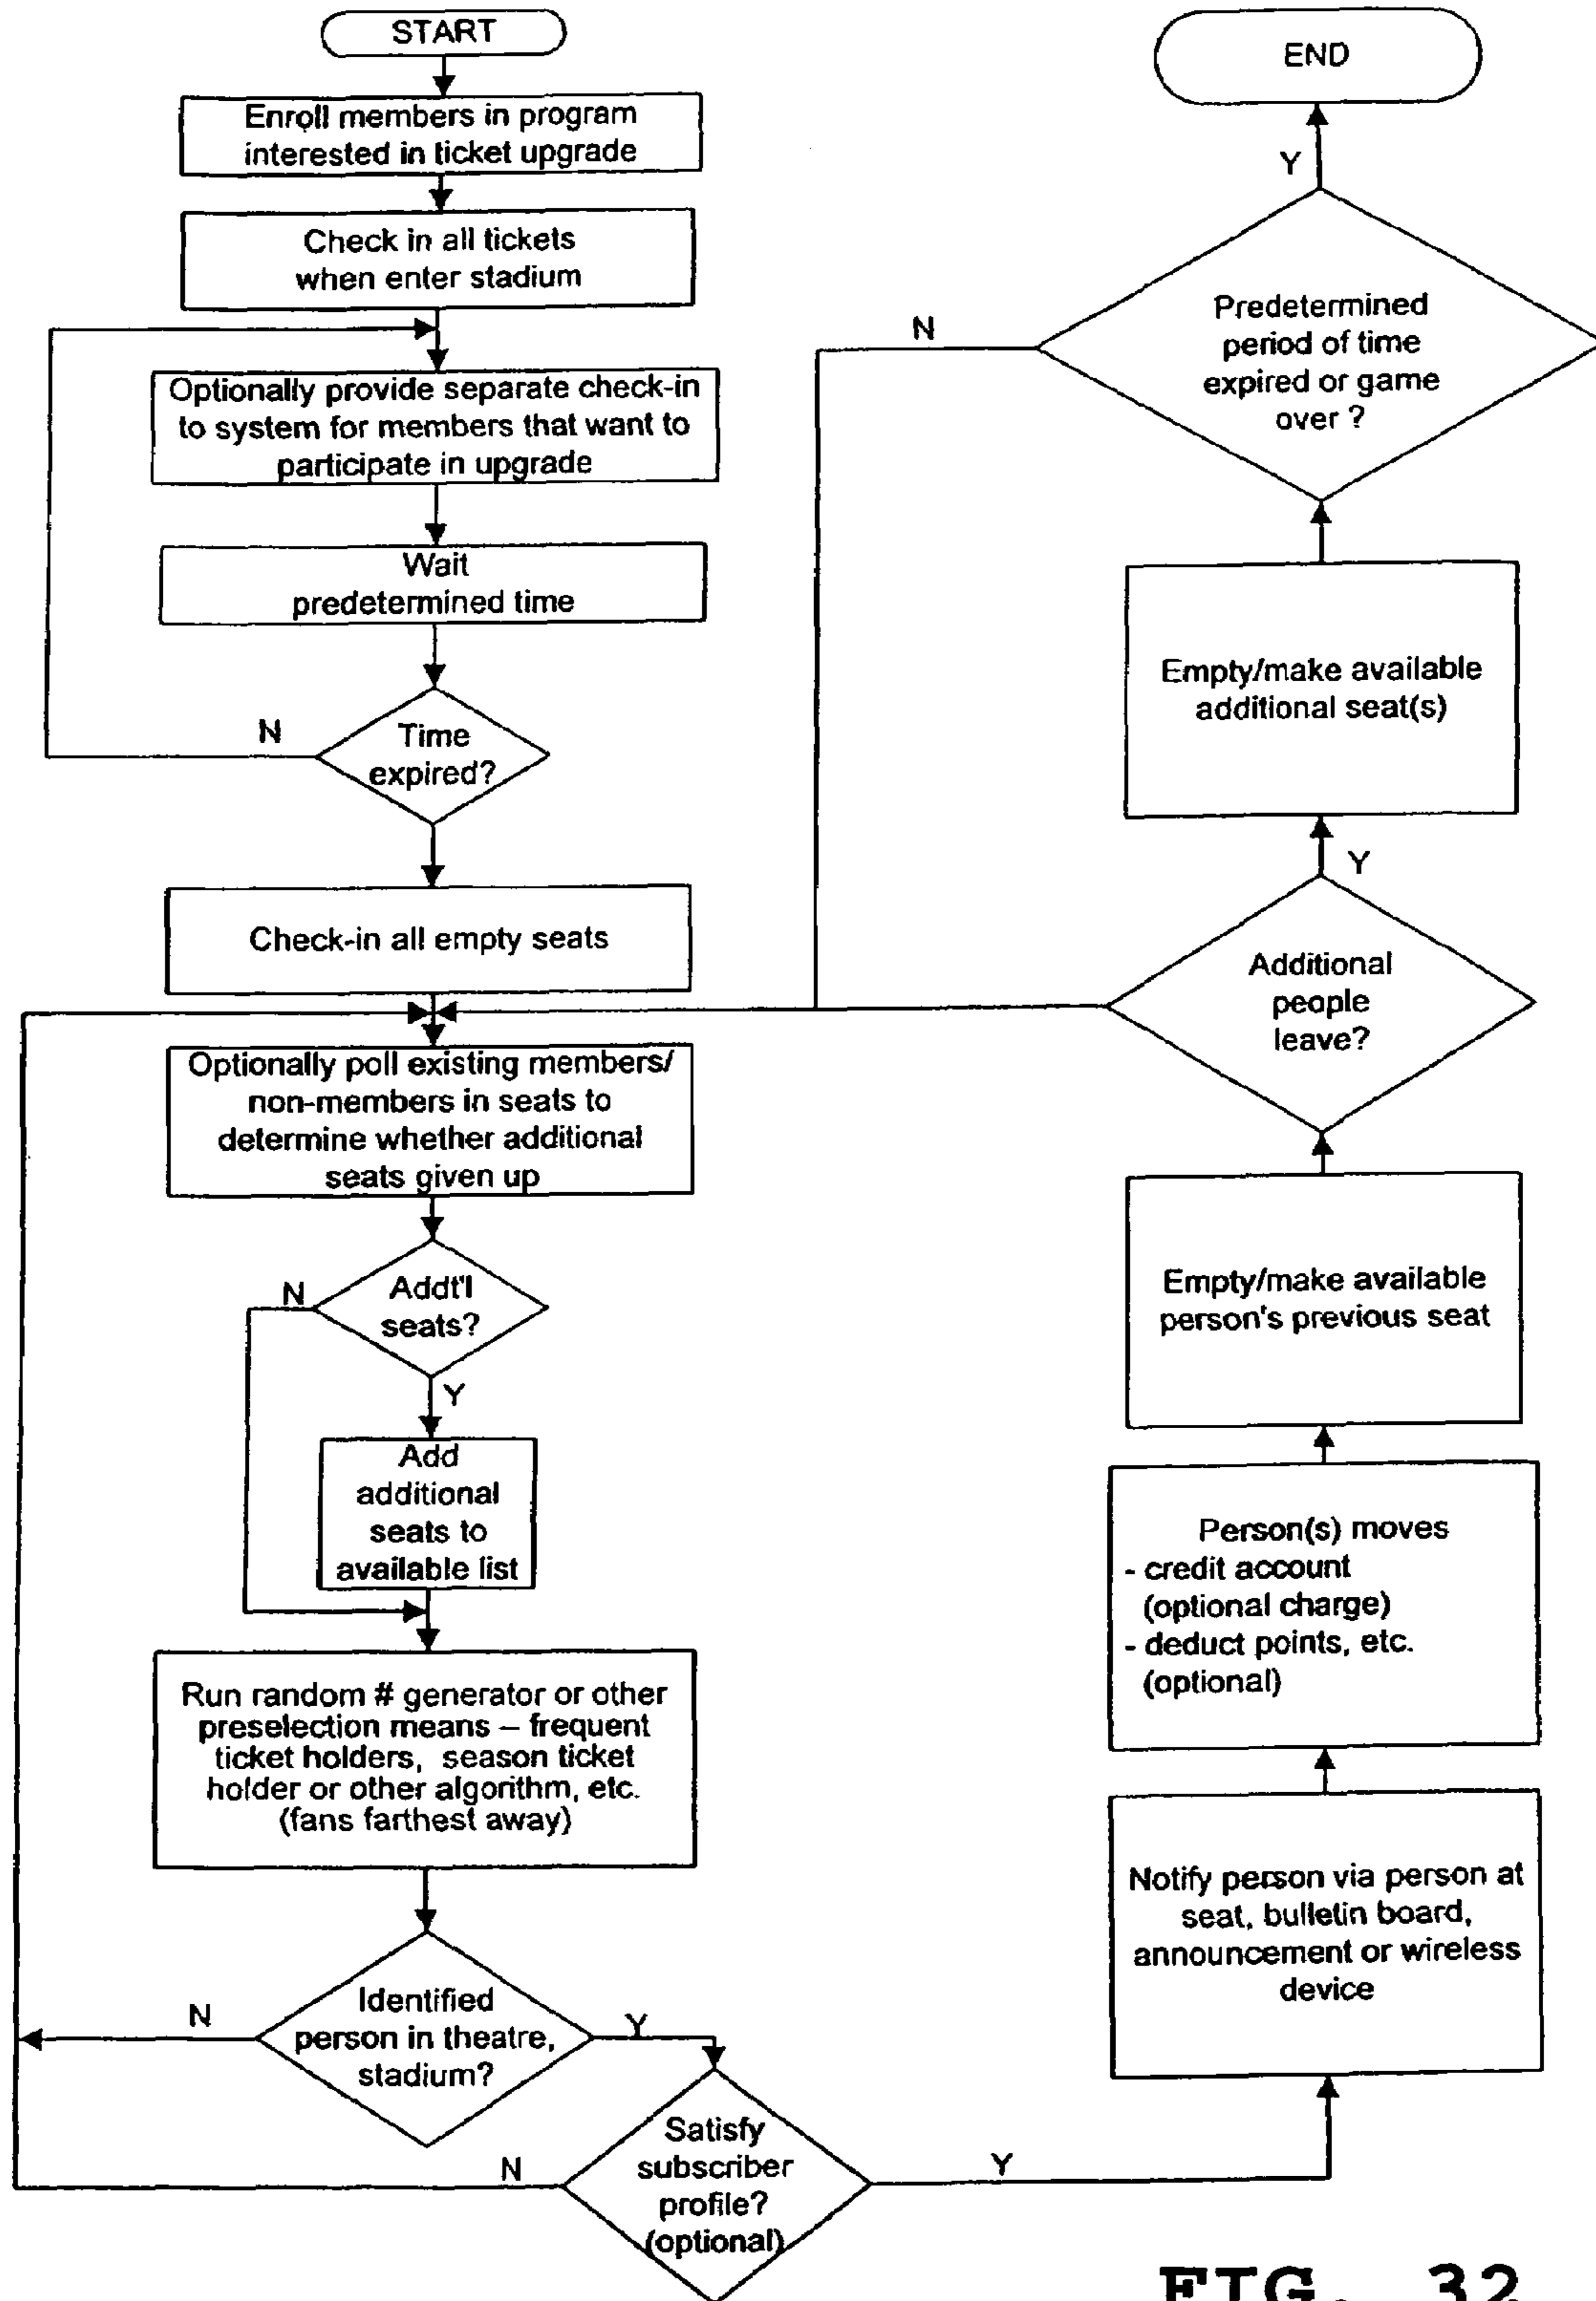 START
Enroll members in program
interested in ticket upgrade
Check in all tickets
when enter stadium
Optionally provide separate check-in
to system for members that want to
participate in upgrade
Wait
predetermined time
N
Time
expired?
Check-in all empty seats
Optionally poll existing members/
non-members in seats to
determine whether additional
seats given up
N
Addt'l
seats?
Y
Add
additional
seats to
available list
Run random # generator or other
preselection means – frequent
ticket holders, season ticket
holder or other algorithm, etc.
(fans farthest away)
N
Identified
person in theatre,
stadium?
Y
N
Satisfy
subscriber
profile?
(optional)
Y
Notify person via person at
seat, bulletin board,
announcement or wireless
device
Person(s) moves
- credit account
(optional charge)
- deduct points, etc.
(optional)
Empty/make available
person's previous seat
Additional
people
leave?
Y
Empty/make available
additional seat(s)
N
Predetermined
period of time
expired or game
over ?
Y
END
FIG. 32